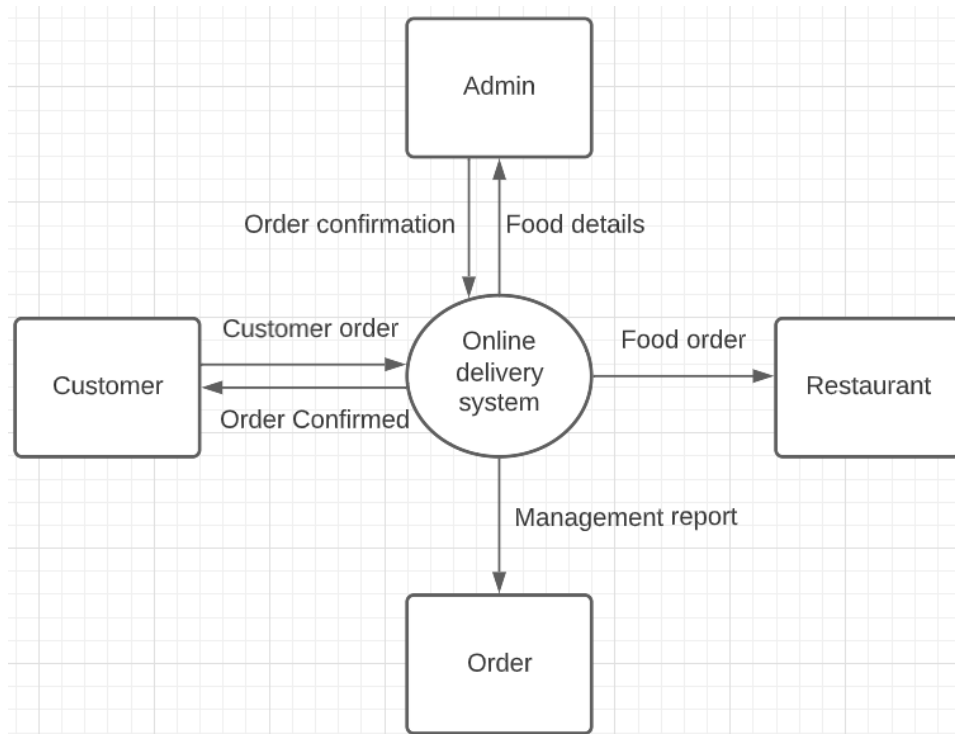 Admin
Order confirmation
Food details
Customer order
Online
delivery
system
Food order
Customer
Restaurant
Order Confirmed
Management report
Order